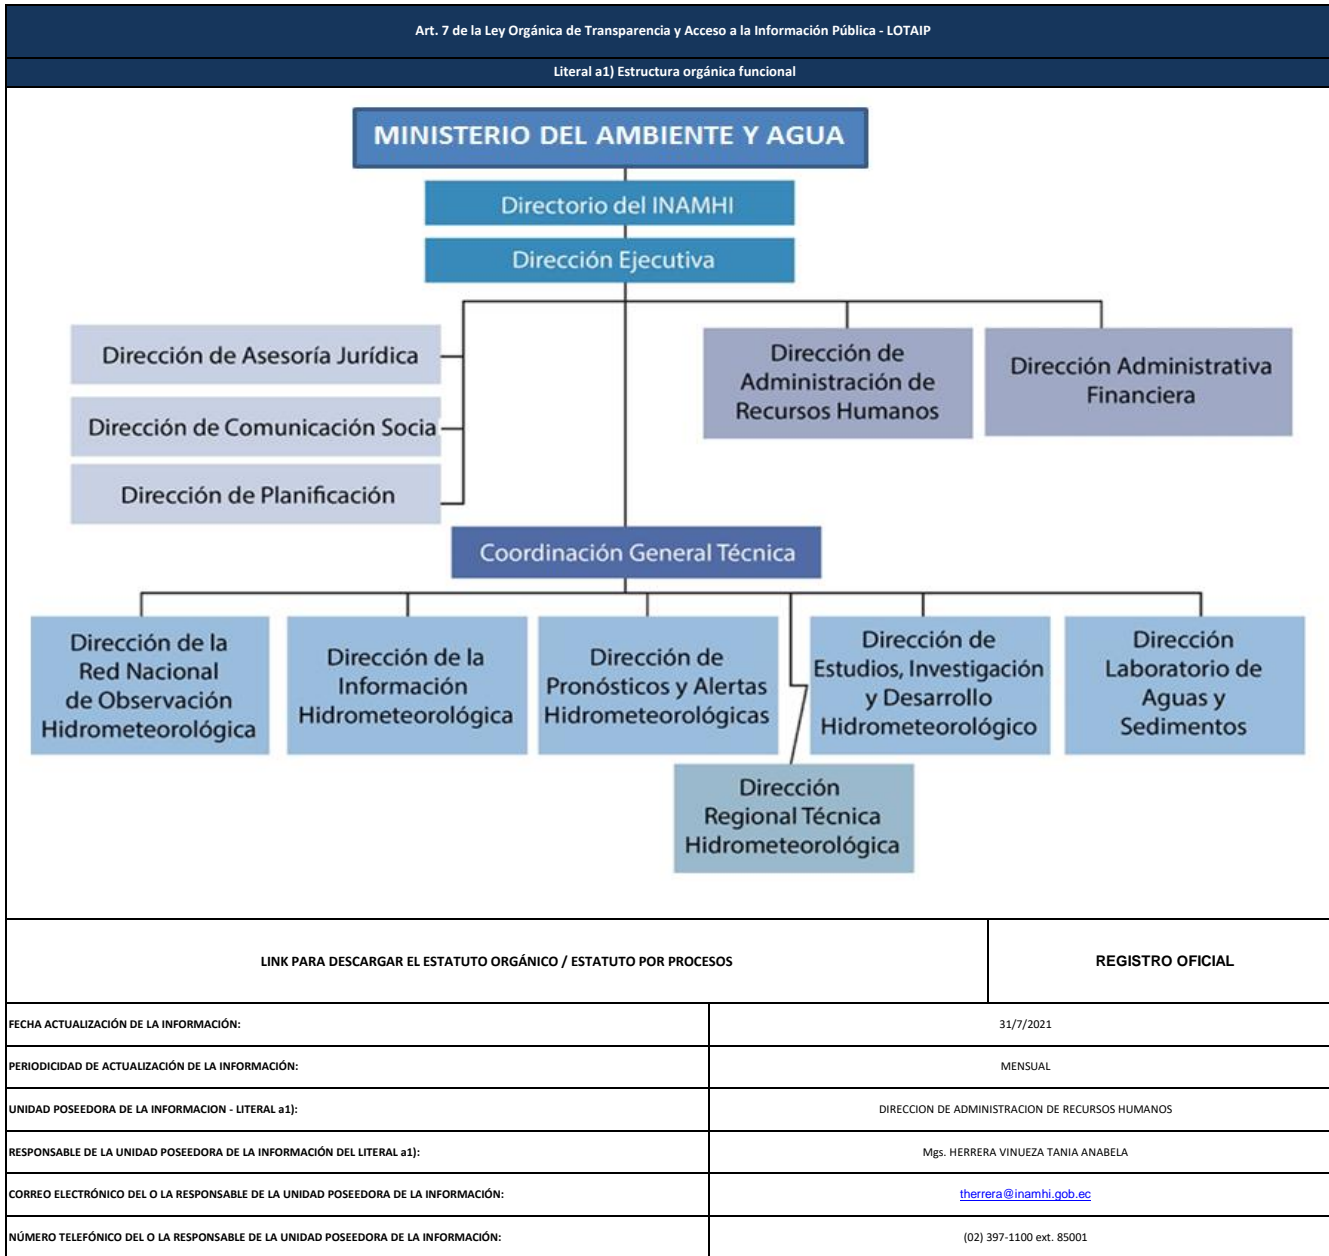 Art. 7 de la Ley Orgánica de Transparencia y Acceso a la Información Pública - LOTAIP
Literal a1) Estructura orgánica funcional
MINISTERIO DEL AMBIENTE Y AGUA
Directorio del INAMHI
Dirección Ejecutiva
Dirección de Asesoría Jurídica
Dirección de Comunicación Socia
Dirección de Planificación
Dirección de
Administración de
Recursos Humanos
Dirección Administrativa
Financiera
Coordinación General Técnica
Dirección de la
Red Nacional
de Observación
Hidrometeorológica
Dirección de la
Información
Hidrometeorológica
Dirección de
Pronósticos y Alertas
Hidrometeorológicas
Dirección de
Estudios, Investigación
y Desarrollo
Hidrometeorológico
Dirección
Laboratorio de
Aguas y
Sedimentos
Dirección
Regional Técnica
Hidrometeorológica
LINK PARA DESCARGAR EL ESTATUTO ORGÁNICO / ESTATUTO POR PROCESOS
REGISTRO OFICIAL
FECHA ACTUALIZACIÓN DE LA INFORMACIÓN:
31/7/2021
PERIODICIDAD DE ACTUALIZACIÓN DE LA INFORMACIÓN:
MENSUAL
UNIDAD POSEEDORA DE LA INFORMACION - LITERAL a1):
DIRECCION DE ADMINISTRACION DE RECURSOS HUMANOS
RESPONSABLE DE LA UNIDAD POSEEDORA DE LA INFORMACIÓN DEL LITERAL a1):
Mgs. HERRERA VINUEZA TANIA ANABELA
CORREO ELECTRÓNICO DEL O LA RESPONSABLE DE LA UNIDAD POSEEDORA DE LA INFORMACIÓN:
therrera@inamhi.gob.ec
NÚMERO TELEFÓNICO DEL O LA RESPONSABLE DE LA UNIDAD POSEEDORA DE LA INFORMACIÓN:
(02) 397-1100 ext. 85001